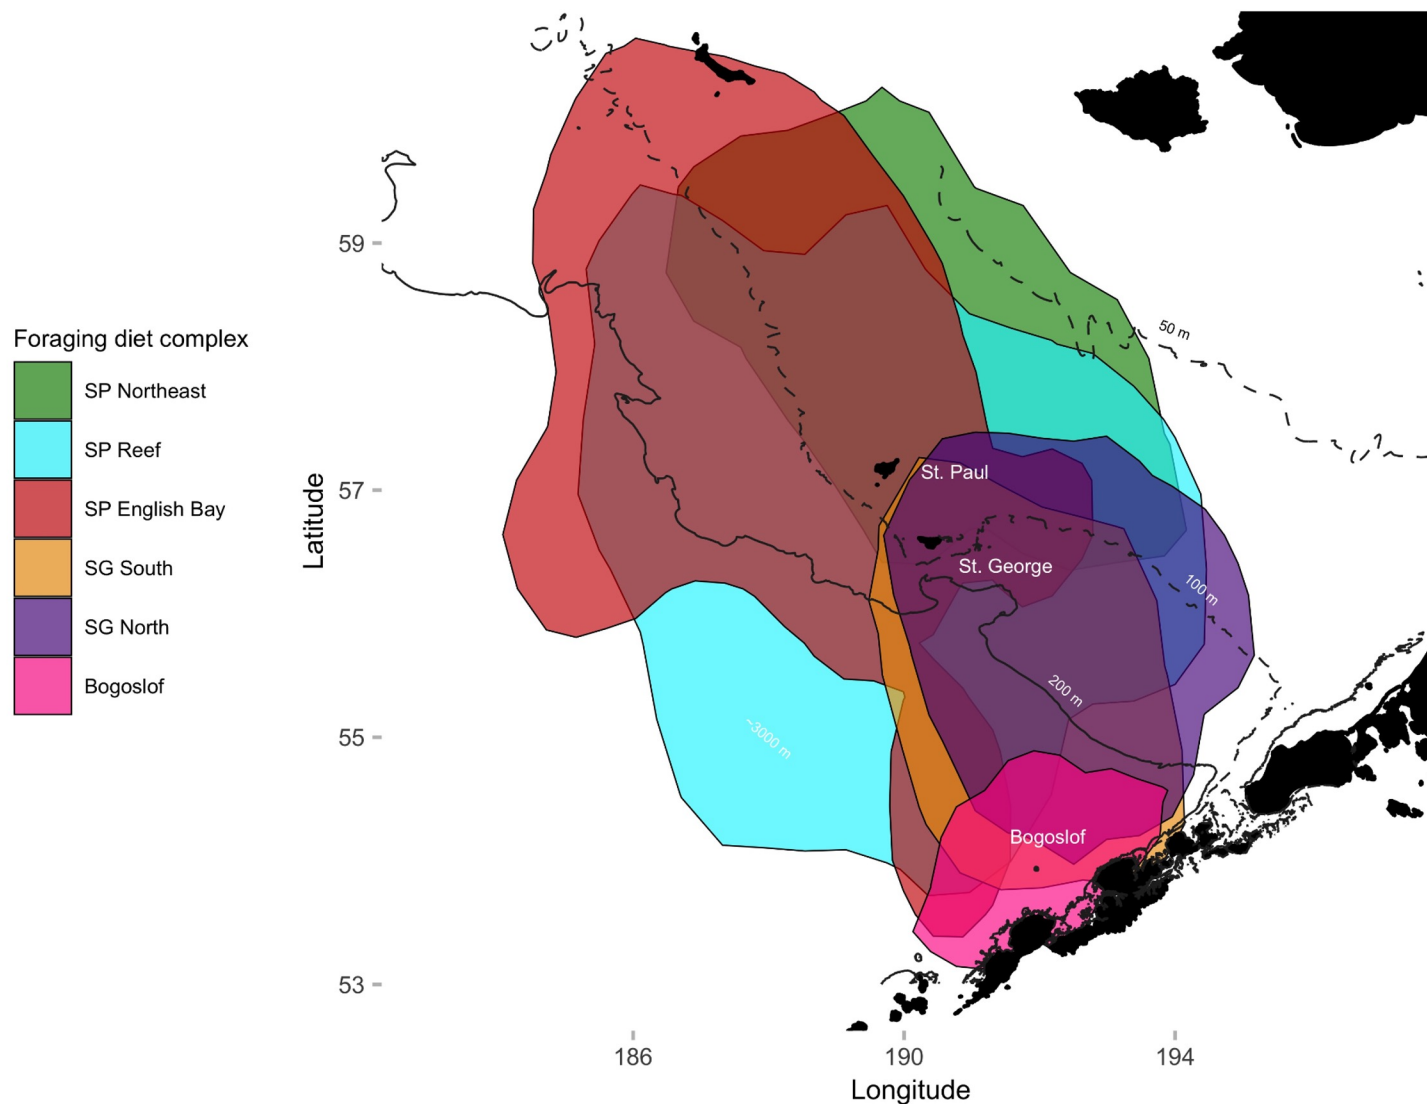 Foraging diet complex
SP Northeast
SP Reef
SP English Bay
SG South
SG North
Bogoslof
Latitude
59
57
55
53
50 m
St. Paul
St. George
100 m
200 m
~3000 m
Bogoslof
186
190
194
Longitude